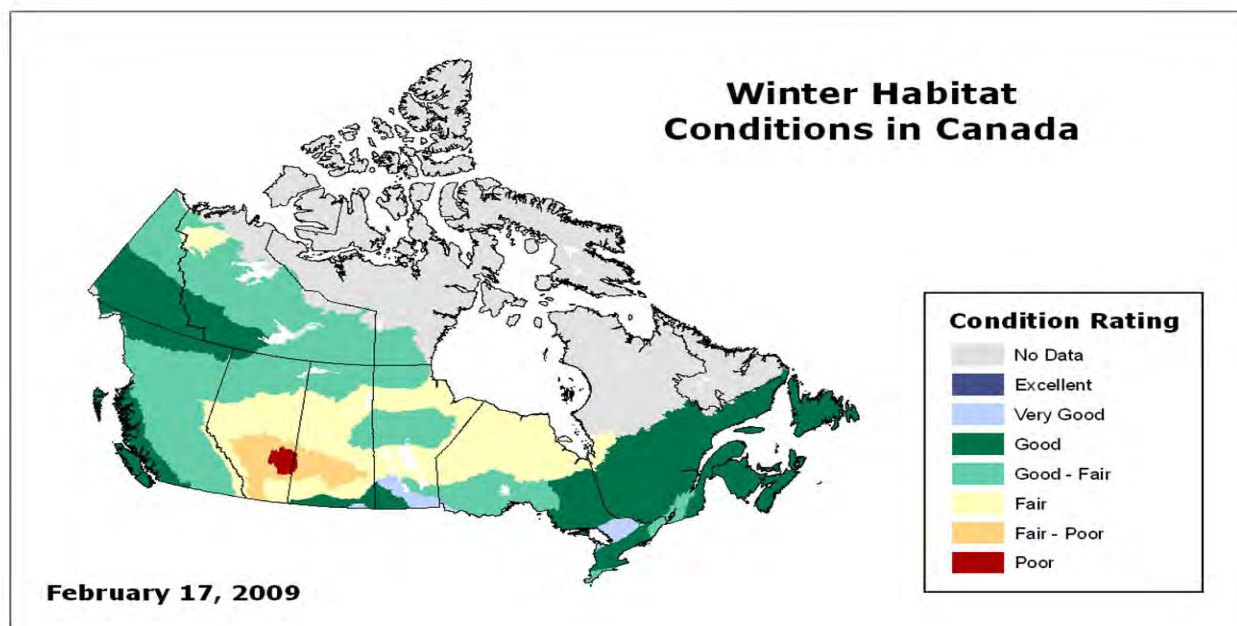 Winter Habitat
Conditions in Canada
Condition Rating
No Data
Excellent
Very Good
Good
Good - Fair
Fair
Fair - Poor
Poor
February 17, 2009